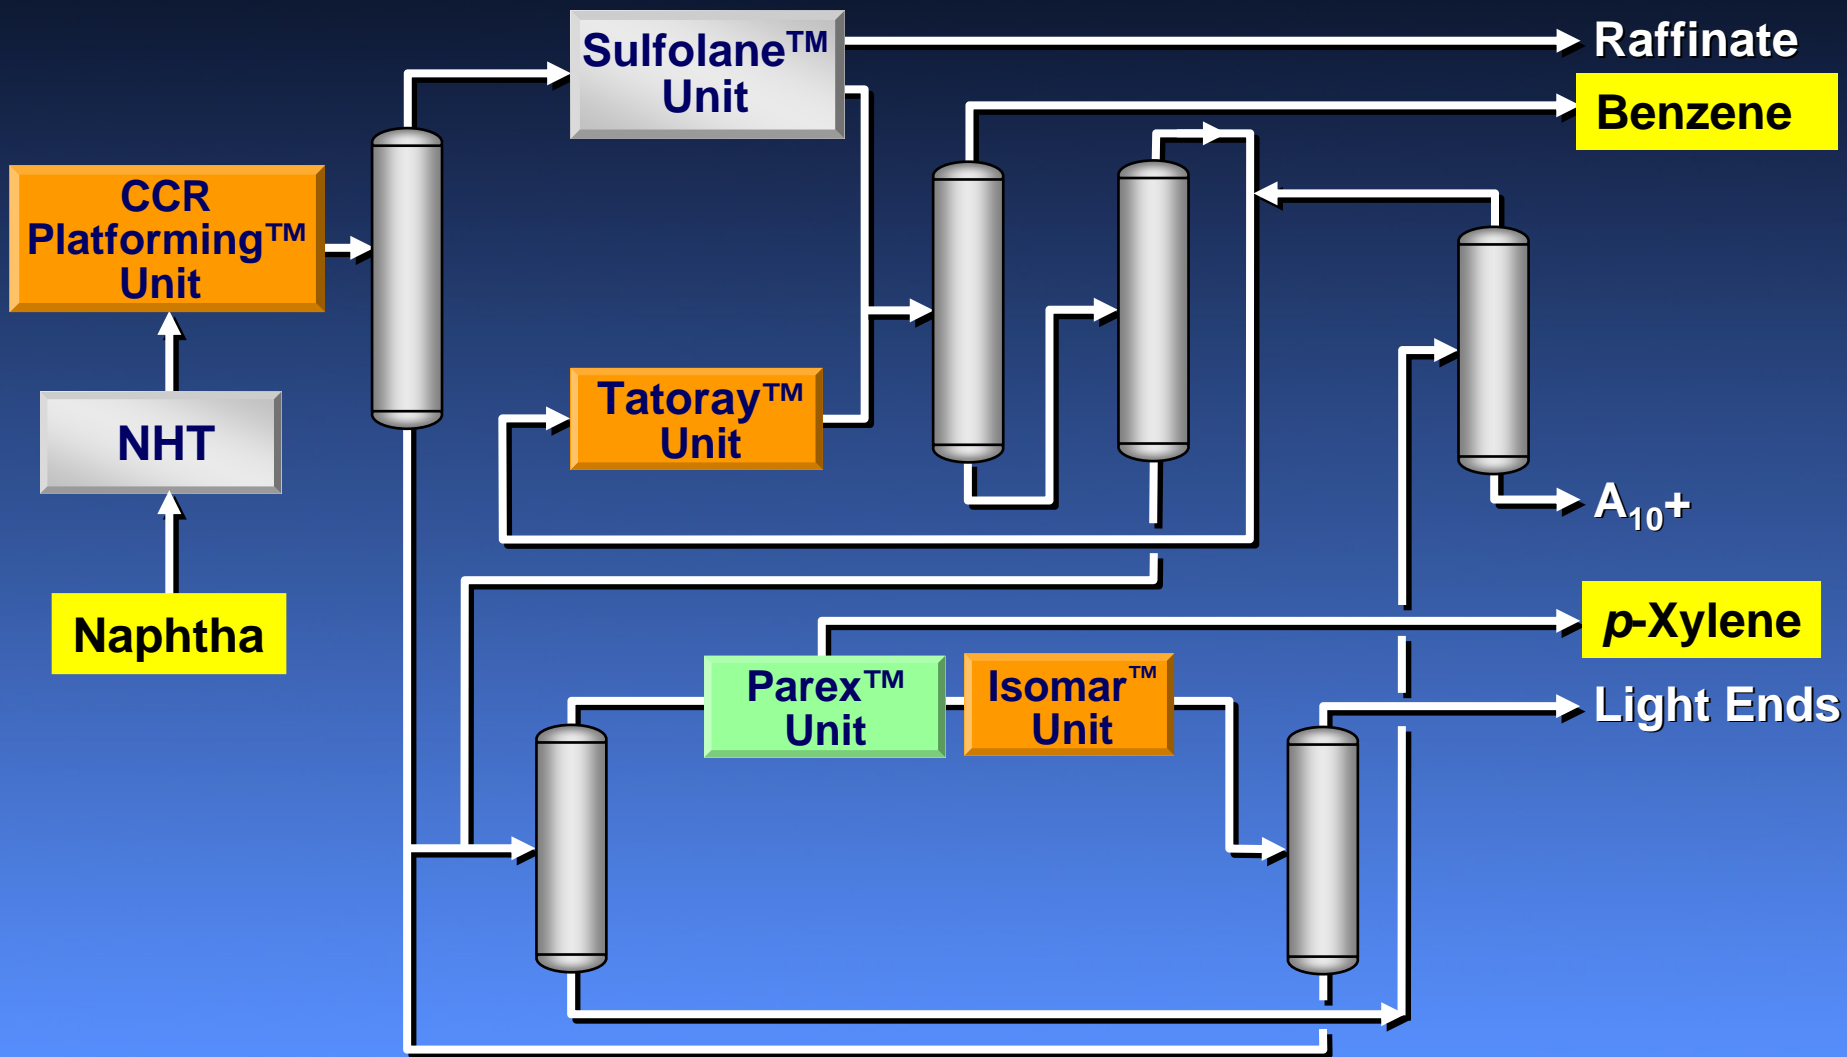 Sulfolane™
Unit
Raffinate
Benzene
CCR
Platforming™
Unit
Tatoray™
Unit
NHT
A₁₀+
Naphtha
p-Xylene
Parex™
Unit
Isomar™
Unit
Light Ends